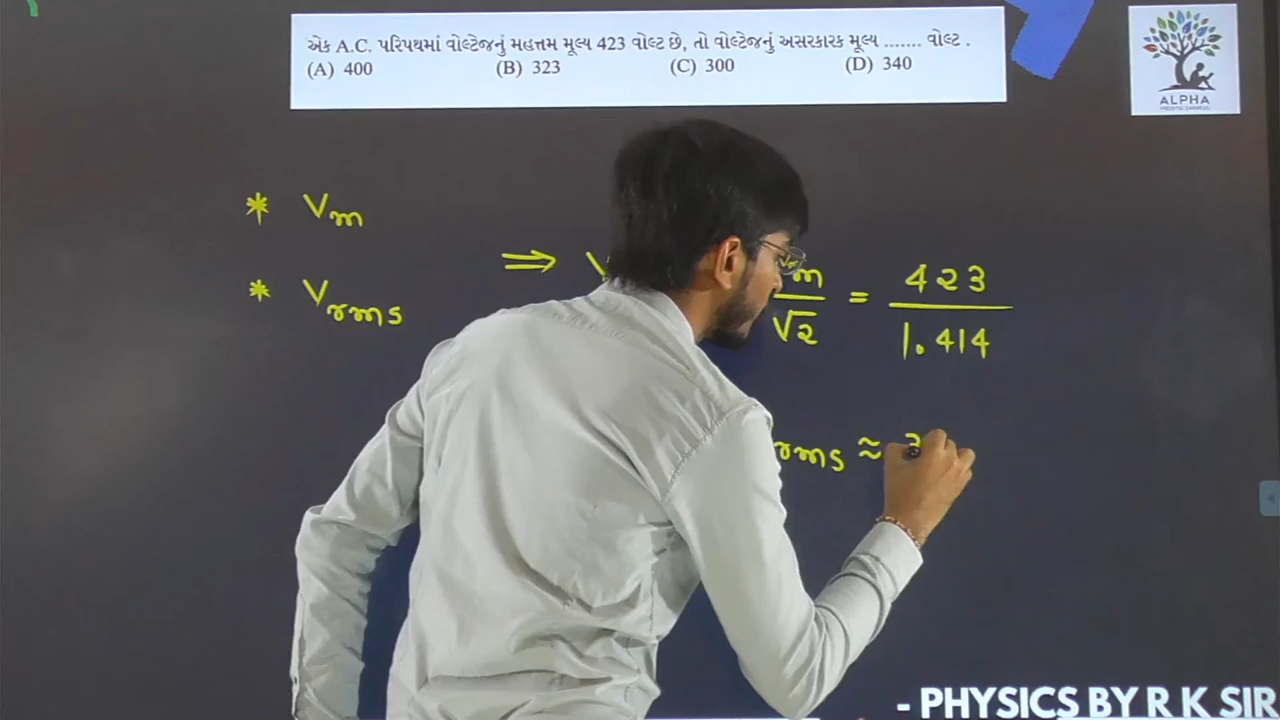 એક A.C. પરિપથમાં વોલ્ટેજનું મહત્તમ મૂલ્ય 423 વોલ્ટ છે, તો વોલ્ટેજનું અસરકારક મૂલ્ય ....... વોલ્ટ .
(A) 400 (B) 323 (C) 300 (D) 340
ALPHA
* Vm
* Vrms
⇒ V m/√2 = 423/1.414
rms ≈
- PHYSICS BY R K SIR